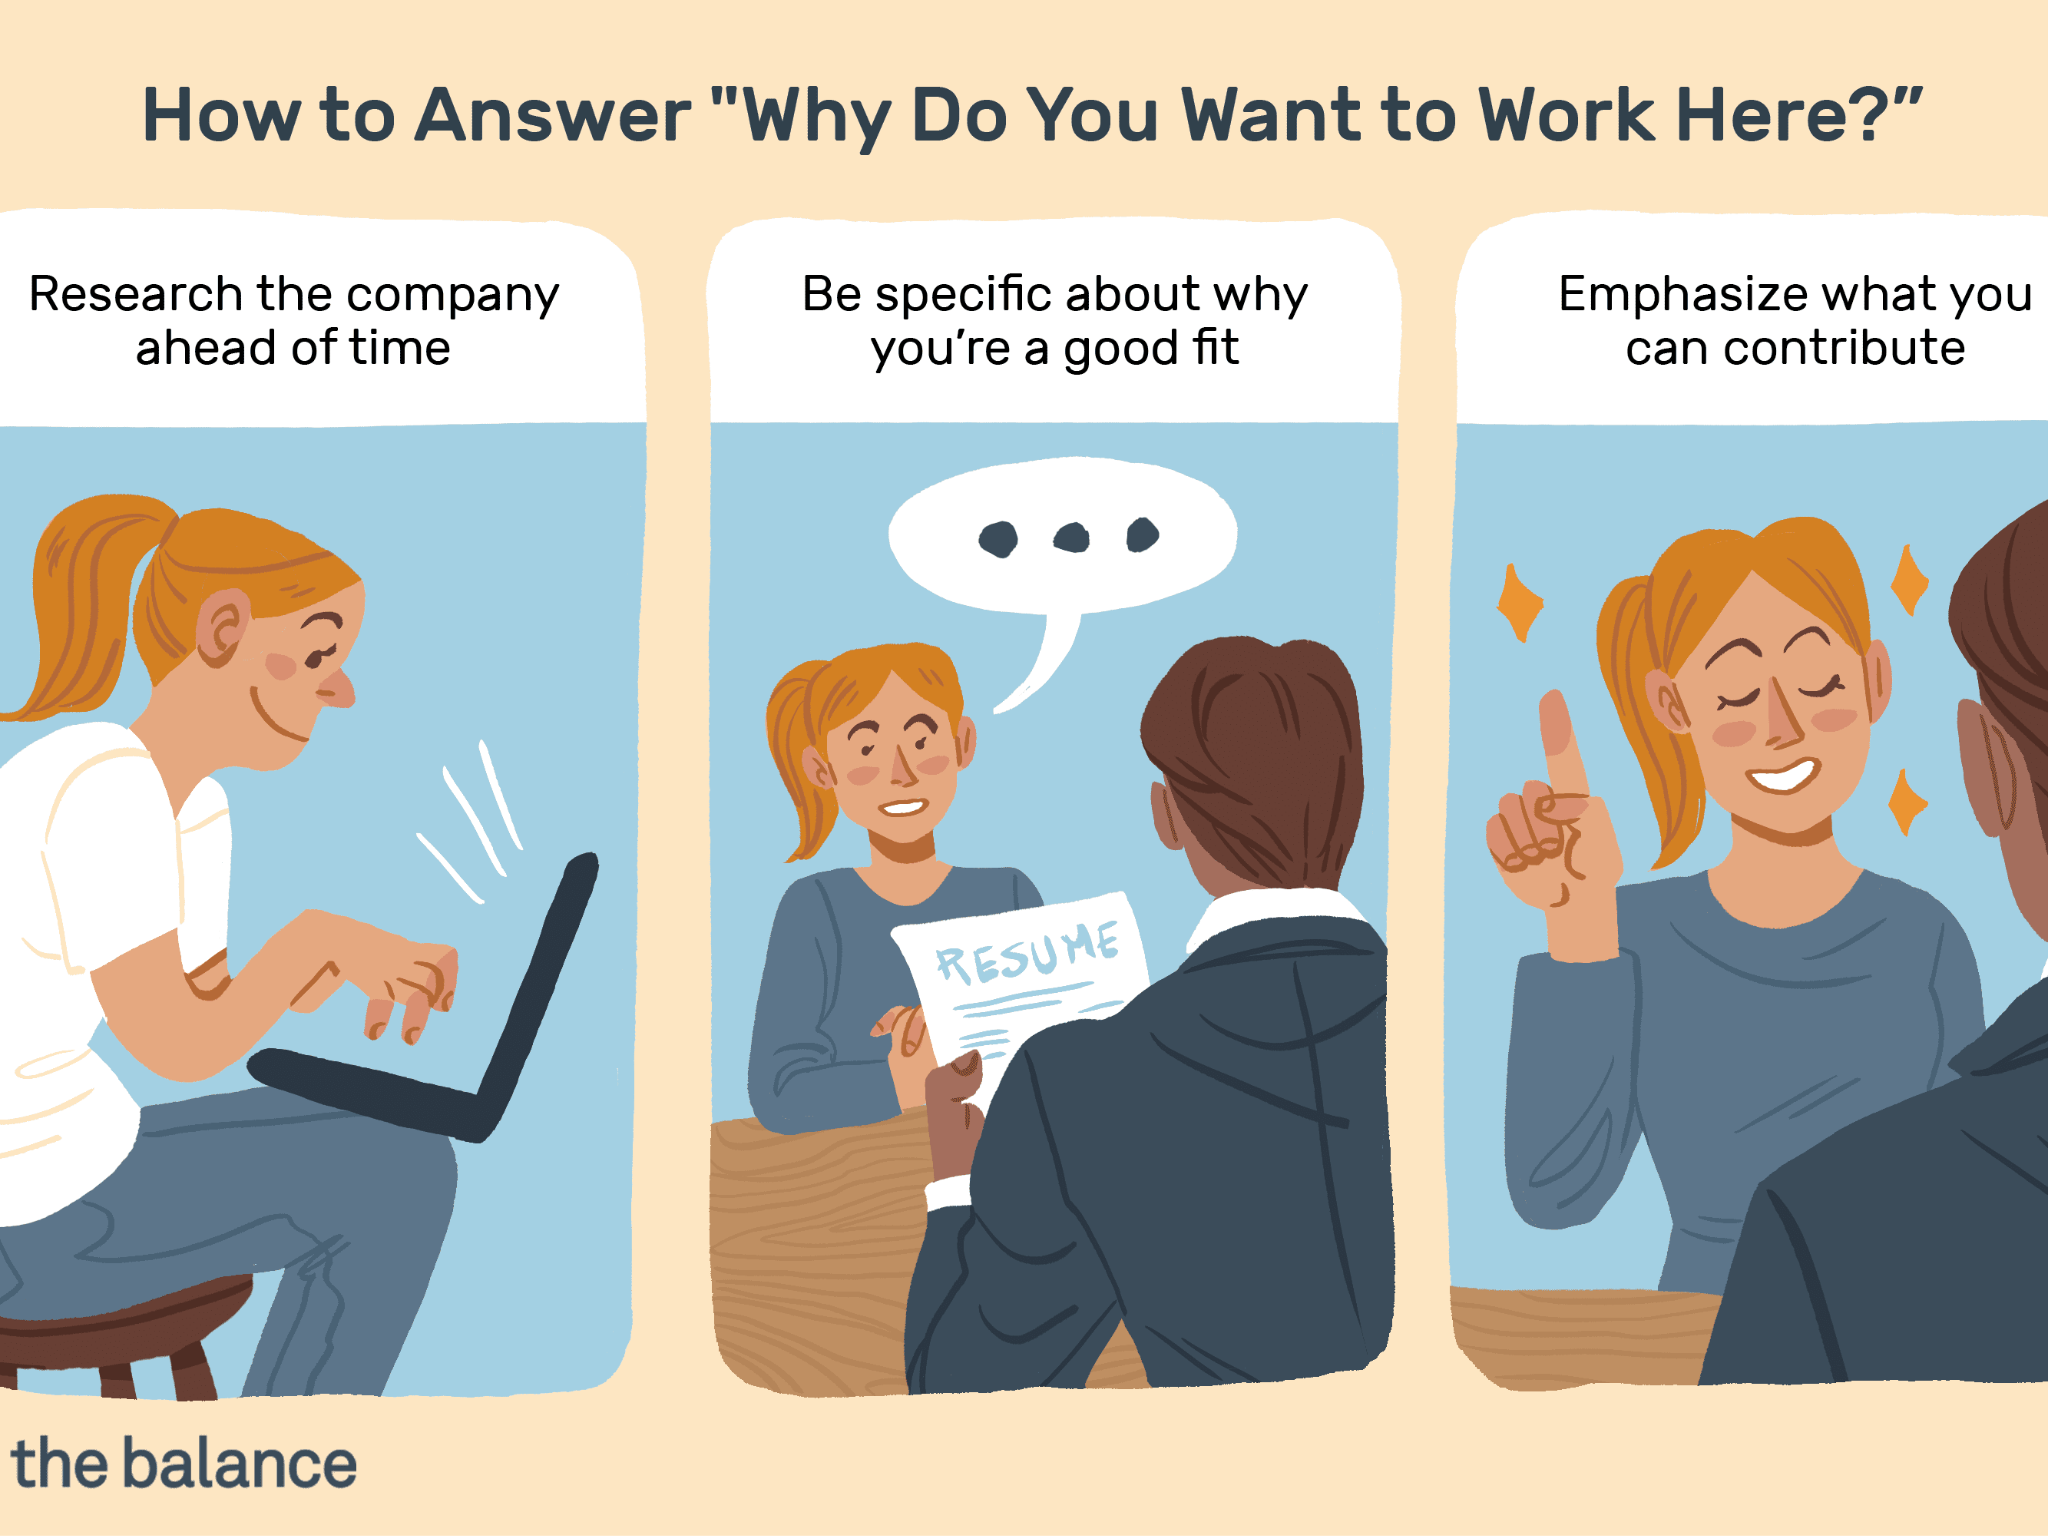 How to Answer "Why Do You Want to Work Here?”
Research the company
ahead of time
Be specific about why
you’re a good fit
Emphasize what you
can contribute
RESUME
the balance